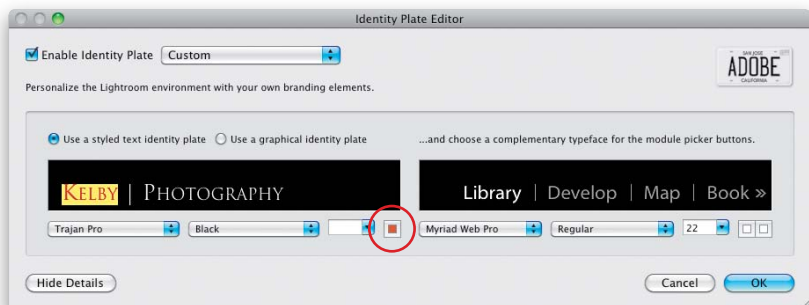 Identity Plate Editor
Enable Identity Plate Custom
SAN JOSE
ADOBE
CALIFORNIA
Personalize the Lightroom environment with your own branding elements.
Use a styled text identity plate Use a graphical identity plate ...and choose a complementary typeface for the module picker buttons.
KELBY | PHOTOGRAPHY Library | Develop | Map | Book »
Trajan Pro Black Myriad Web Pro Regular 22
Hide Details Cancel OK